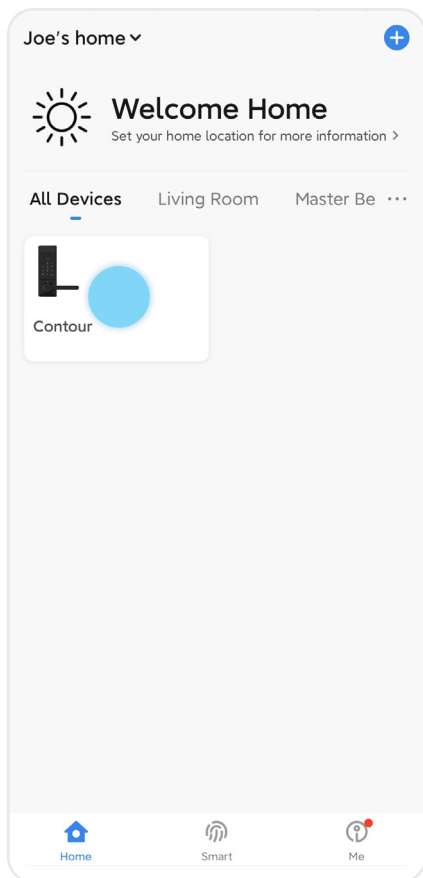 Joe's home
Welcome Home
Set your home location for more information >
All Devices
Living Room
Master Be ···
Contour
Home
Smart
Me